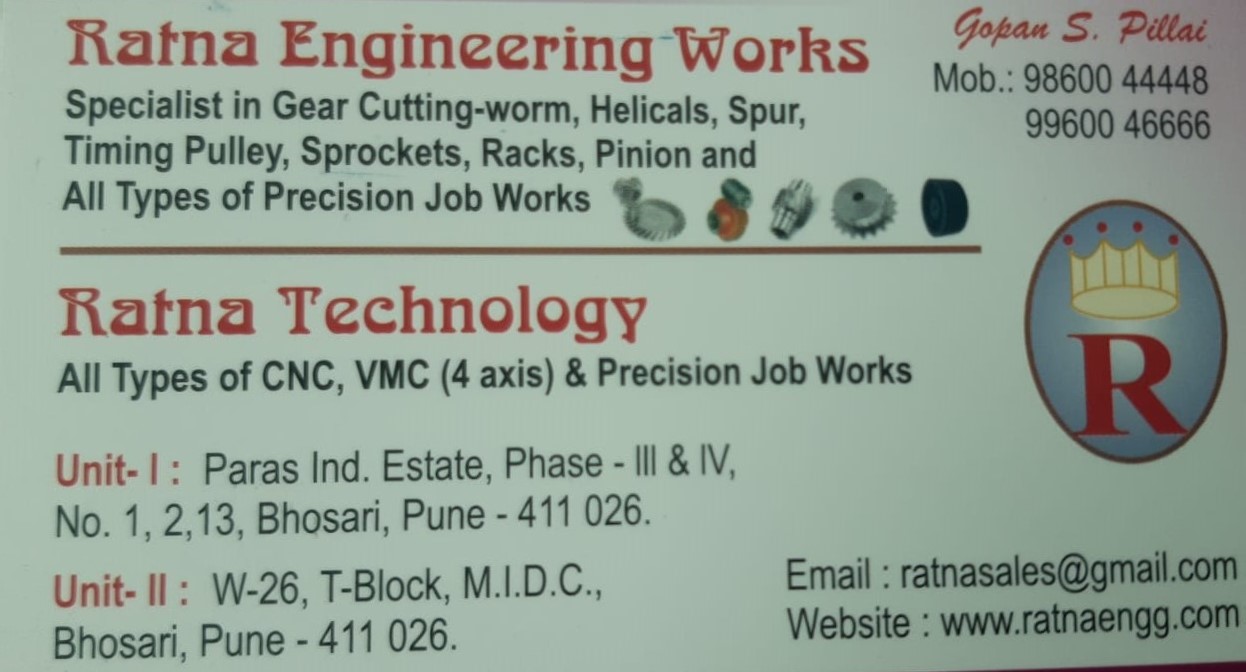 Ratna Engineering Works
Specialist in Gear Cutting-worm, Helicals, Spur,
Timing Pulley, Sprockets, Racks, Pinion and
All Types of Precision Job Works
Gopan S. Pillai
Mob.: 98600 44448
99600 46666
R
Ratna Technology
All Types of CNC, VMC (4 axis) & Precision Job Works
Unit- I : Paras Ind. Estate, Phase - III & IV,
No. 1, 2,13, Bhosari, Pune - 411 026.
Unit- II : W-26, T-Block, M.I.D.C.,
Bhosari, Pune - 411 026.
Email : ratnasales@gmail.com
Website : www.ratnaengg.com